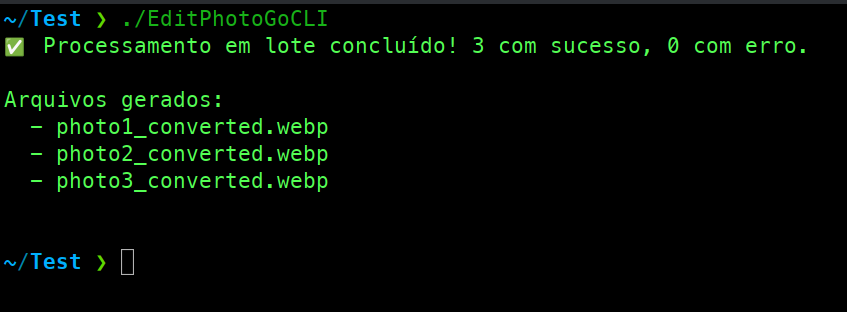 ~/Test ❯ ./EditPhotoGoCLI
✅ Processamento em lote concluído! 3 com sucesso, 0 com erro.
Arquivos gerados:
- photo1_converted.webp
- photo2_converted.webp
- photo3_converted.webp
~/Test ❯